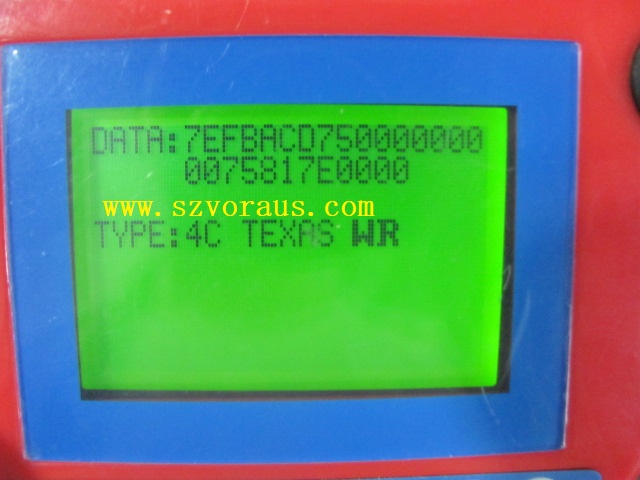 DATA:7EFBACD750000000
0075817E0000
www.szvoraus.com
TYPE:4C TEXAS WR